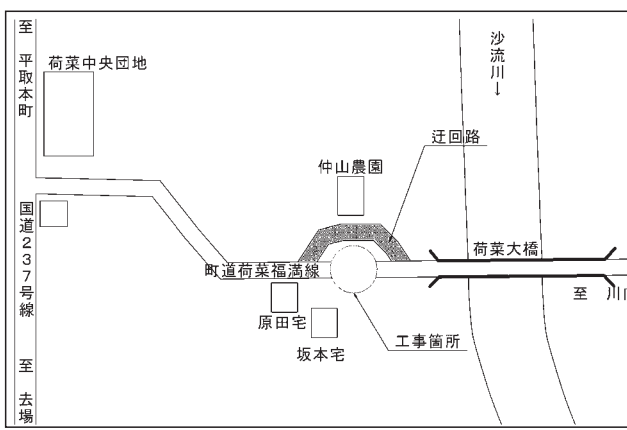 至 平取本町
荷菜中央団地
沙流川↓
迂回路
仲山農園
国道237号線
荷菜大橋
町道荷菜福満線
至 川向
原田宅
坂本宅
工事箇所
至 去場